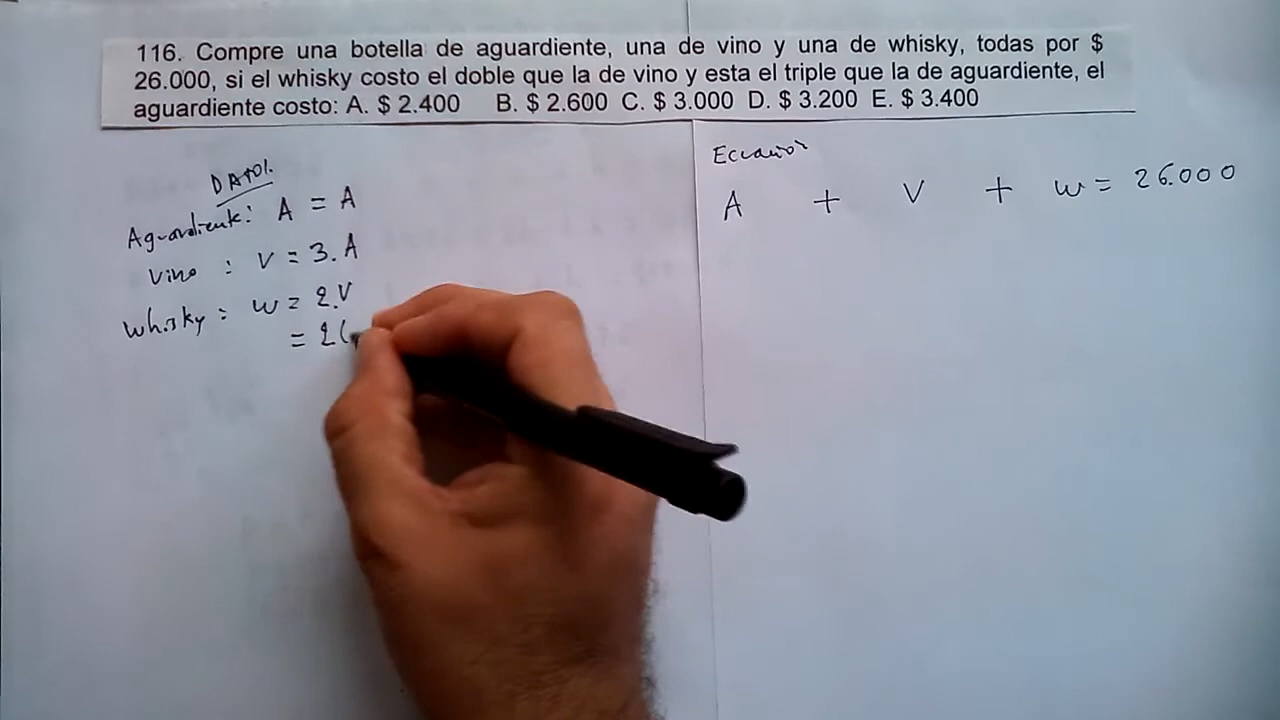 116. Compre una botella de aguardiente, una de vino y una de whisky, todas por $
26.000, si el whisky costo el doble que la de vino y esta el triple que la de aguardiente, el
aguardiente costo: A. $ 2.400 B. $ 2.600 C. $ 3.000 D. $ 3.200 E. $ 3.400
DATOS.
Aguardiente: A = A
Vino : V = 3.A
Whisky : W = 2.V
= 2(
A + V + W = 26.000